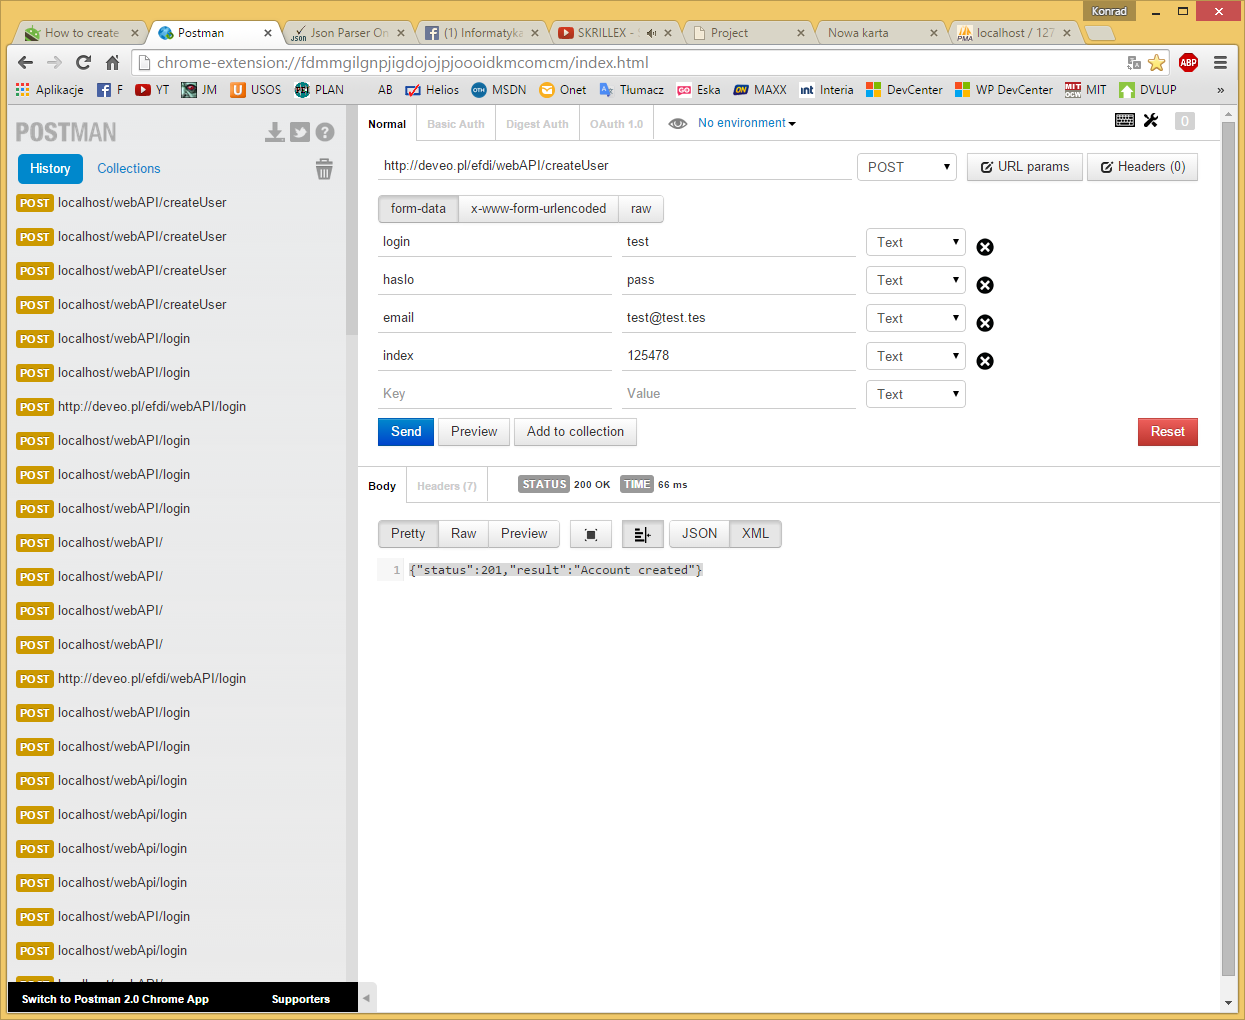 Konrad
How to create
Postman
Json Parser On
(1) Informatyka
SKRILLEX -
Project
Nowa karta
localhost / 127
chrome-extension://fdmmgilgnpjigdojojpjoooidkmcomcm/index.html
ABP
Aplikacje
F
YT
JM
USOS
PLAN
AB
Helios
MSDN
Onet
Tłumacz
Eska
MAXX
Interia
DevCenter
WP DevCenter
MIT
DVLUP
»
POSTMAN
History
Collections
POST localhost/webAPI/createUser
POST localhost/webAPI/createUser
POST localhost/webAPI/createUser
POST localhost/webAPI/createUser
POST localhost/webAPI/login
POST localhost/webAPI/login
POST http://deveo.pl/efdi/webAPI/login
POST localhost/webAPI/login
POST localhost/webAPI/login
POST localhost/webAPI/login
POST localhost/webAPI/
POST localhost/webAPI/
POST localhost/webAPI/
POST localhost/webAPI/
POST http://deveo.pl/efdi/webAPI/login
POST localhost/webAPI/login
POST localhost/webAPI/login
POST localhost/webApi/login
POST localhost/webApi/login
POST localhost/webApi/login
POST localhost/webApi/login
POST localhost/webAPI/login
POST localhost/webApi/login
Switch to Postman 2.0 Chrome App
Supporters
Normal
Basic Auth
Digest Auth
OAuth 1.0
No environment
0
http://deveo.pl/efdi/webAPI/createUser
POST
URL params
Headers (0)
form-data
x-www-form-urlencoded
raw
login test Text
haslo pass Text
email test@test.tes Text
index 125478 Text
Key Value Text
Send
Preview
Add to collection
Reset
Body
Headers (7)
STATUS 200 OK TIME 66 ms
Pretty
Raw
Preview
JSON
XML
1 {"status":201,"result":"Account created"}